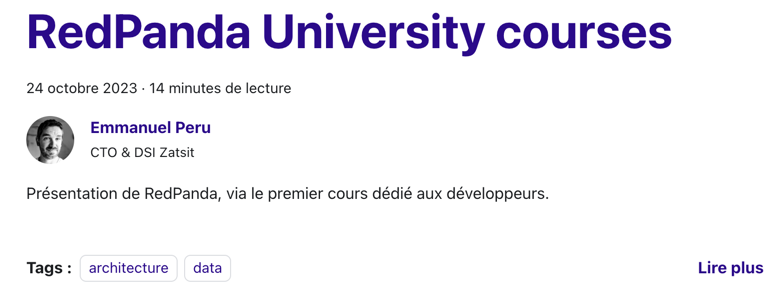 RedPanda University courses
24 octobre 2023 · 14 minutes de lecture
Emmanuel Peru
CTO & DSI Zatsit
Présentation de RedPanda, via le premier cours dédié aux développeurs.
Tags : architecture data Lire plus